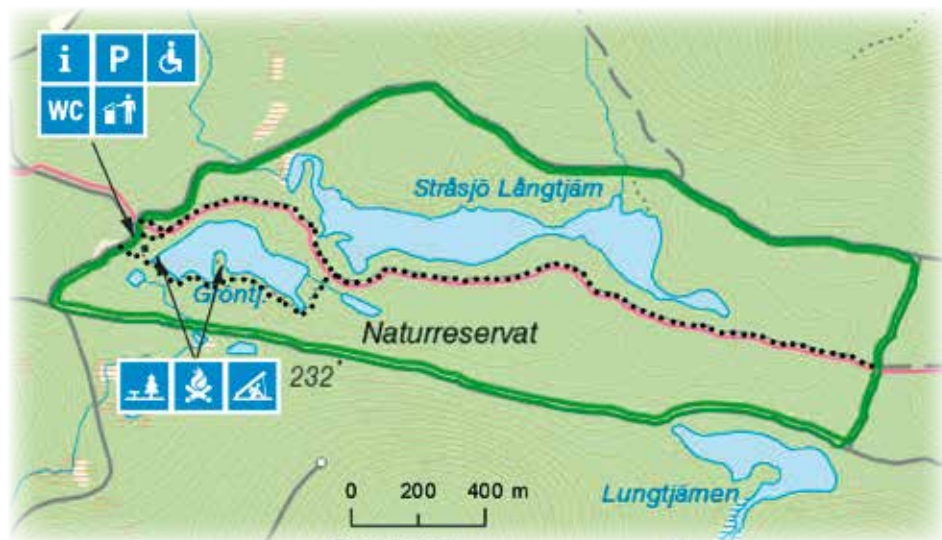 i P
WC
Stråsjö Långtjärn
Gröntj.
Naturreservat
232
0 200 400 m
Lungtjärnen